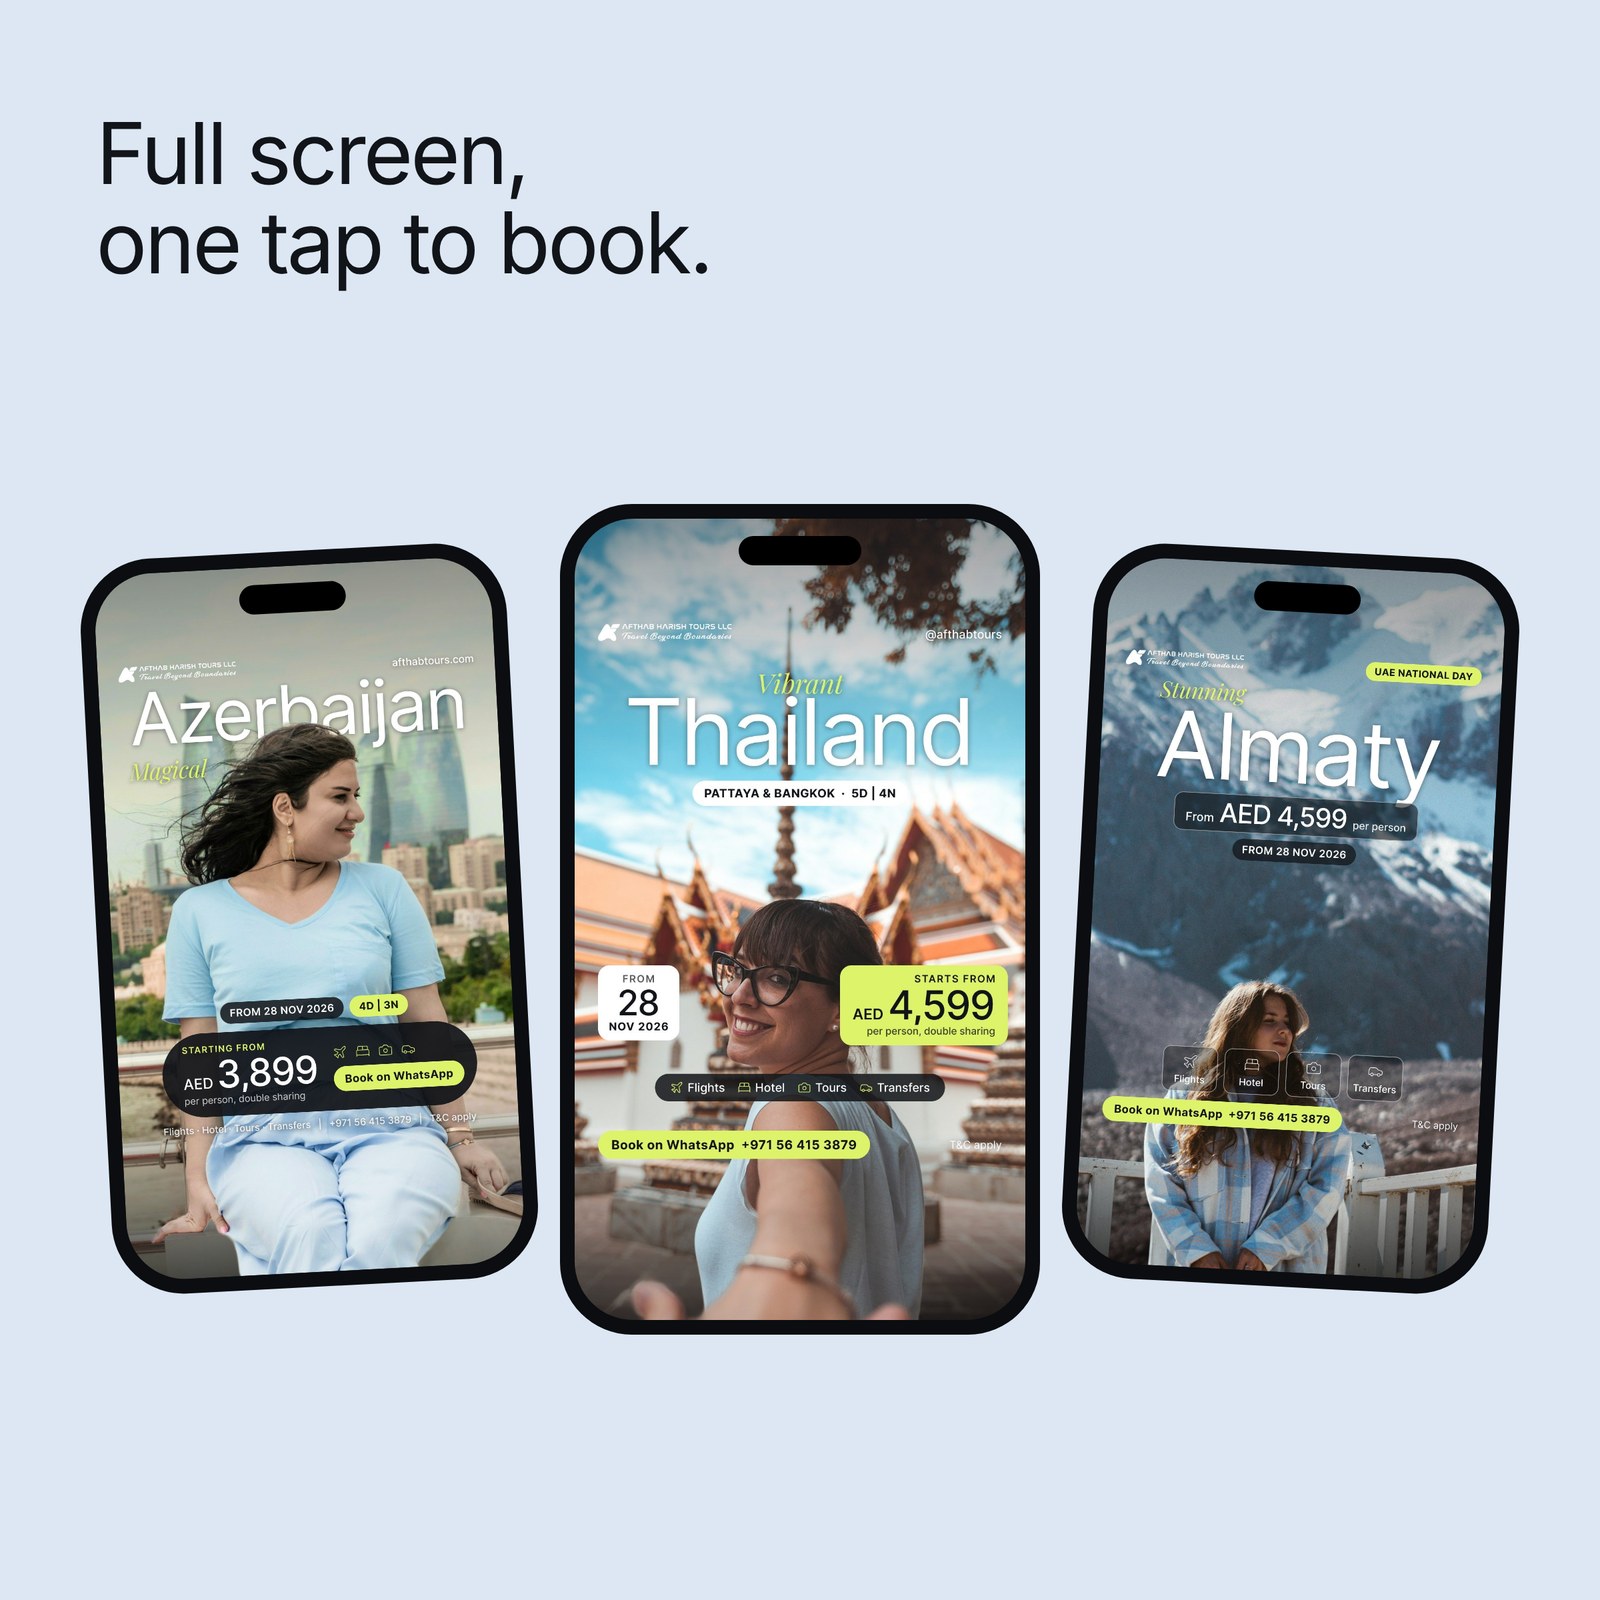 Full screen,
one tap to book.
AFTHAB HARISH TOURS LLC
Travel Beyond Boundaries
afthabtours.com
Azerbaijan
Magical
FROM 28 NOV 2026
4D | 3N
STARTING FROM
AED 3,899
per person, double sharing
Book on WhatsApp
Flights · Hotel · Tours · Transfers | +971 56 415 3879 | T&C apply
AFTHAB HARISH TOURS LLC
Travel Beyond Boundaries
@afthabtours
Vibrant
Thailand
PATTAYA & BANGKOK · 5D | 4N
FROM
28
NOV 2026
STARTS FROM
AED 4,599
per person, double sharing
Flights Hotel Tours Transfers
Book on WhatsApp +971 56 415 3879
T&C apply
AFTHAB HARISH TOURS LLC
Travel Beyond Boundaries
UAE NATIONAL DAY
Stunning
Almaty
From AED 4,599 per person
FROM 28 NOV 2026
Flights Hotel Tours Transfers
Book on WhatsApp +971 56 415 3879
T&C apply